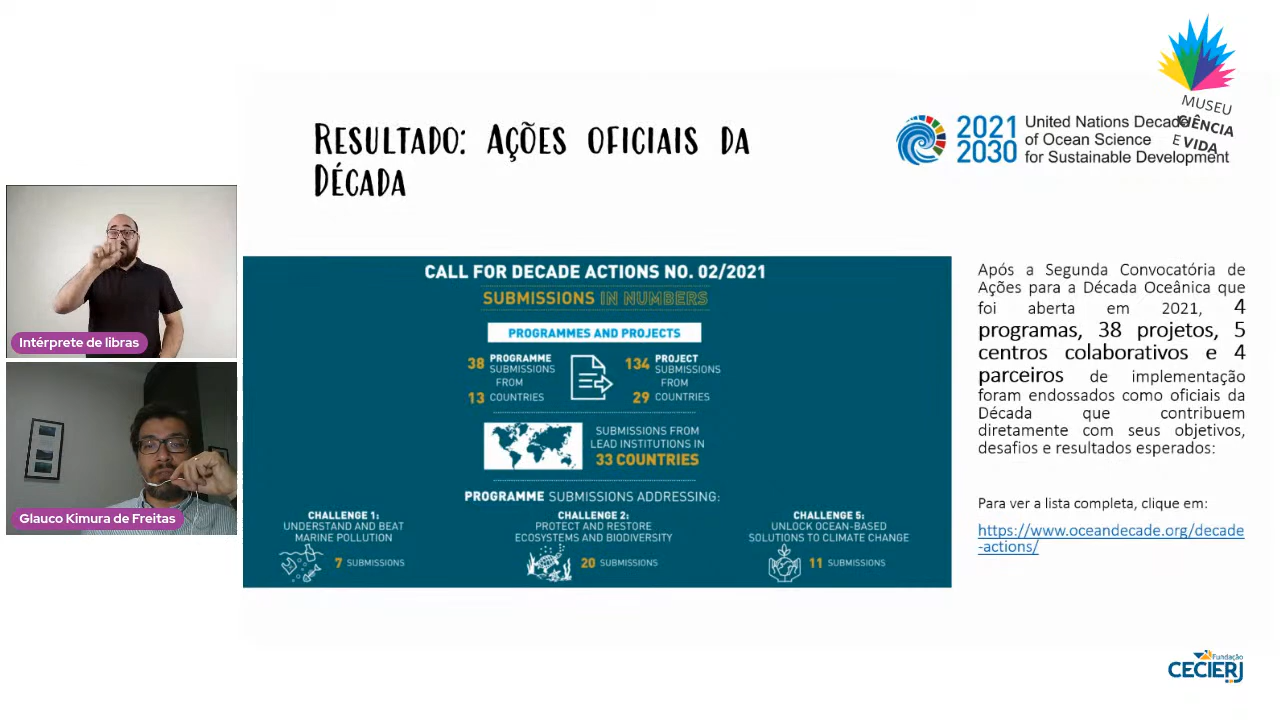 RESULTADO: AÇÕES OFICIAIS DA
DÉCADA
2021
2030
United Nations Decade
of Ocean Science
for Sustainable Development
MUSEU
CIÊNCIA
E VIDA
Intérprete de libras
Glauco Kimura de Freitas
CALL FOR DECADE ACTIONS NO. 02/2021
SUBMISSIONS IN NUMBERS
PROGRAMMES AND PROJECTS
38 PROGRAMME
SUBMISSIONS
FROM
13 COUNTRIES
134 PROJECT
SUBMISSIONS
FROM
29 COUNTRIES
SUBMISSIONS FROM
LEAD INSTITUTIONS IN
33 COUNTRIES
PROGRAMME SUBMISSIONS ADDRESSING:
CHALLENGE 1:
UNDERSTAND AND BEAT
MARINE POLLUTION
7 SUBMISSIONS
CHALLENGE 2:
PROTECT AND RESTORE
ECOSYSTEMS AND BIODIVERSITY
20 SUBMISSIONS
CHALLENGE 5:
UNLOCK OCEAN-BASED
SOLUTIONS TO CLIMATE CHANGE
11 SUBMISSIONS
Após a Segunda Convocatória de
Ações para a Década Oceânica que
foi aberta em 2021, 4
programas, 38 projetos, 5
centros colaborativos e 4
parceiros de implementação
foram endossados como oficiais da
Década que contribuem
diretamente com seus objetivos,
desafios e resultados esperados:
Para ver a lista completa, clique em:
https://www.oceandecade.org/decade
-actions/
Fundação
CECIERJ